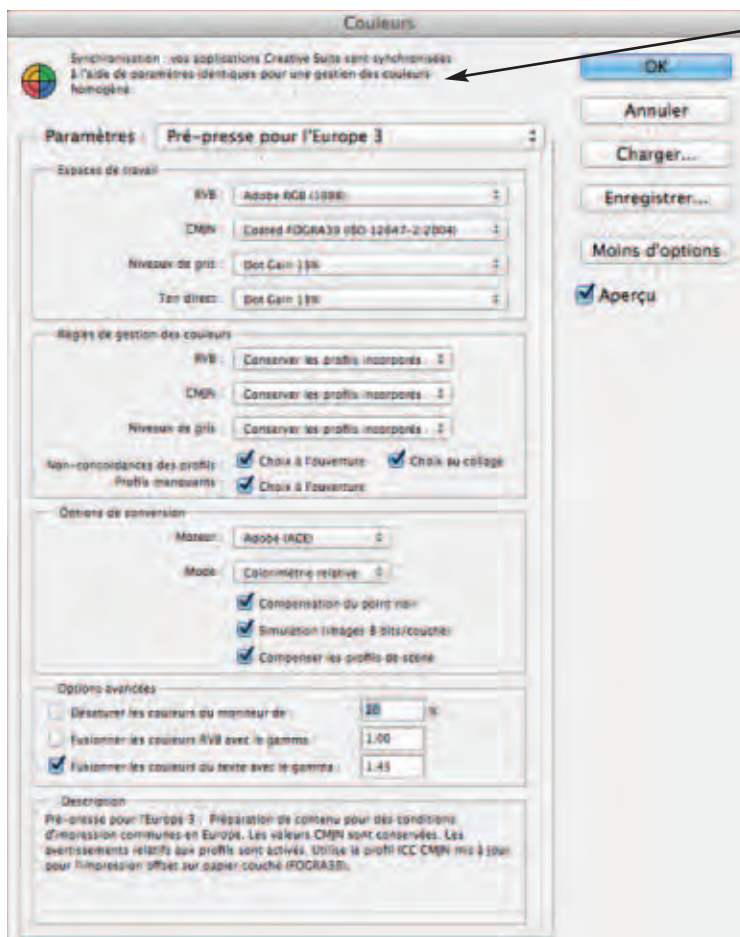 Couleurs
Synchronisation : vos applications Creative Suite sont synchronisées
à l'aide de paramètres identiques pour une gestion des couleurs
homogène.
OK
Annuler
Charger...
Enregistrer...
Moins d'options
Aperçu
Paramètres : Pré-presse pour l'Europe 3
Espaces de travail
RVB : Adobe RGB (1998)
CMJN : Coated FOGRA39 (ISO 12647-2:2004)
Niveaux de gris : Dot Gain 15%
Ton direct : Dot Gain 15%
Règles de gestion des couleurs
RVB : Conserver les profils incorporés
CMJN : Conserver les profils incorporés
Niveaux de gris : Conserver les profils incorporés
Non-concordances des profils : Choix à l'ouverture Choix au collage
Profils manquants : Choix à l'ouverture
Options de conversion
Moteur : Adobe (ACE)
Mode : Colorimétrie relative
Compensation du point noir
Simulation (images 8 bits/couche)
Compenser les profils de scène
Options avancées
Désaturer les couleurs du moniteur de : 20 %
Fusionner les couleurs RVB avec le gamma : 1.00
Fusionner les couleurs du texte avec le gamma : 1.45
Description
Pré-presse pour l'Europe 3 : Préparation de contenu pour des conditions
d'impression communes en Europe. Les valeurs CMJN sont conservées. Les
avertissements relatifs aux profils sont activés. Utilise le profil ICC CMJN mis à jour
pour l'impression offset sur papier couché (FOGRA39).